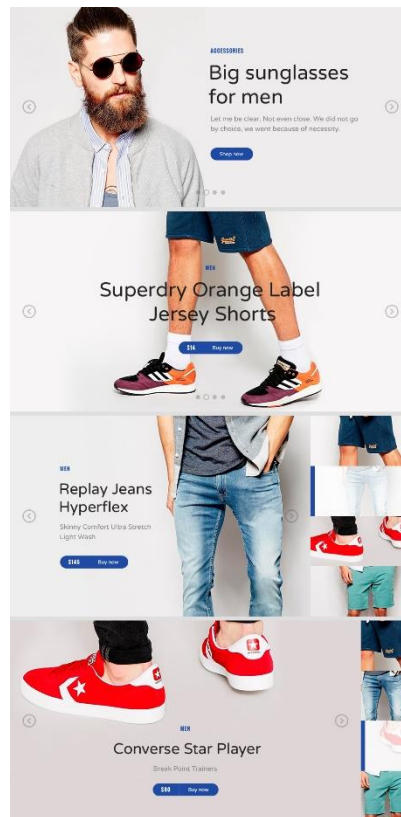 ACCESSORIES
Big sunglasses
for men
Let me be clear. Not even close. We did not go
by choice, we went because of necessity.
Shop now
MEN
Superdry Orange Label
Jersey Shorts
$14 Buy now
MEN
Replay Jeans
Hyperflex
Skinny Comfort Ultra Stretch
Light Wash
$145 Buy now
MEN
Converse Star Player
Break Point Trainers
$80 Buy now